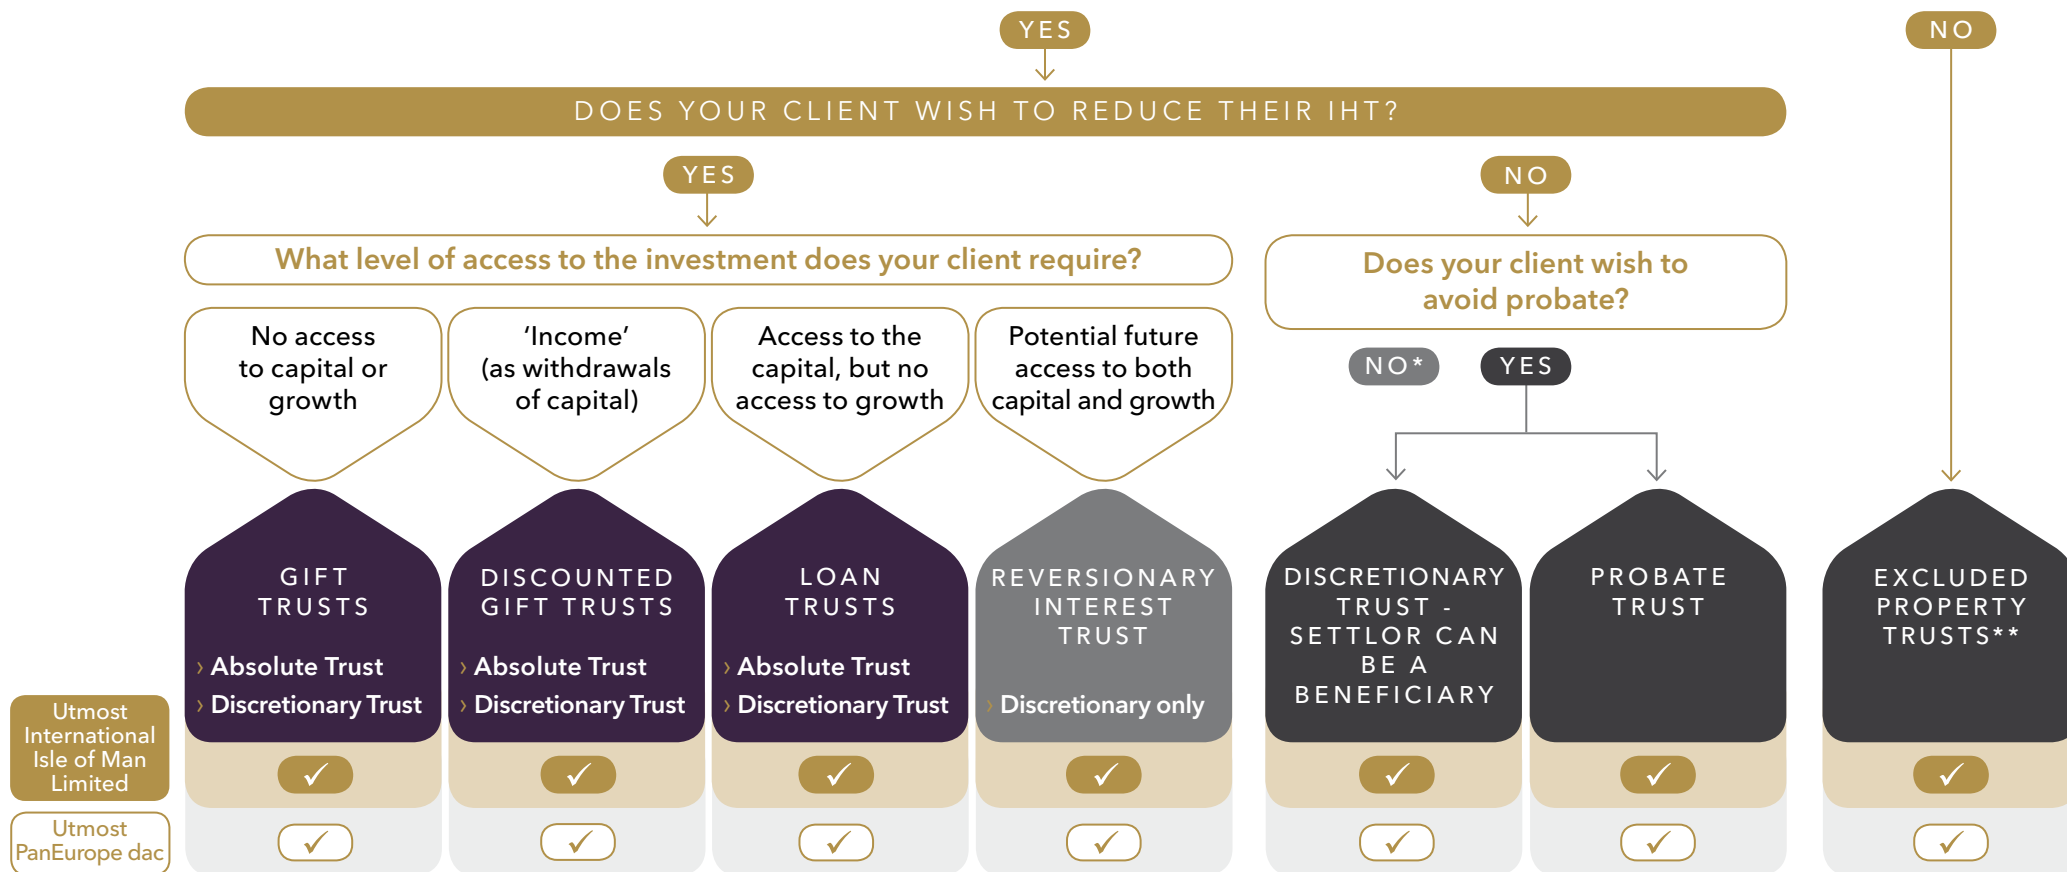 YES
NO
DOES YOUR CLIENT WISH TO REDUCE THEIR IHT?
YES
NO
What level of access to the investment does your client require?
Does your client wish to
avoid probate?
No access
to capital or
growth
‘Income’
(as withdrawals
of capital)
Access to the
capital, but no
access to growth
Potential future
access to both
capital and growth
NO*
YES
GIFT
TRUSTS
› Absolute Trust
› Discretionary Trust
DISCOUNTED
GIFT TRUSTS
› Absolute Trust
› Discretionary Trust
LOAN
TRUSTS
› Absolute Trust
› Discretionary Trust
REVERSIONARY
INTEREST
TRUST
› Discretionary only
DISCRETIONARY
TRUST -
SETTLOR CAN
BE A
BENEFICIARY
PROBATE
TRUST
EXCLUDED
PROPERTY
TRUSTS**
Utmost
International
Isle of Man
Limited
✓ ✓ ✓ ✓ ✓ ✓ ✓
Utmost
PanEurope dac
✓ ✓ ✓ ✓ ✓ ✓ ✓